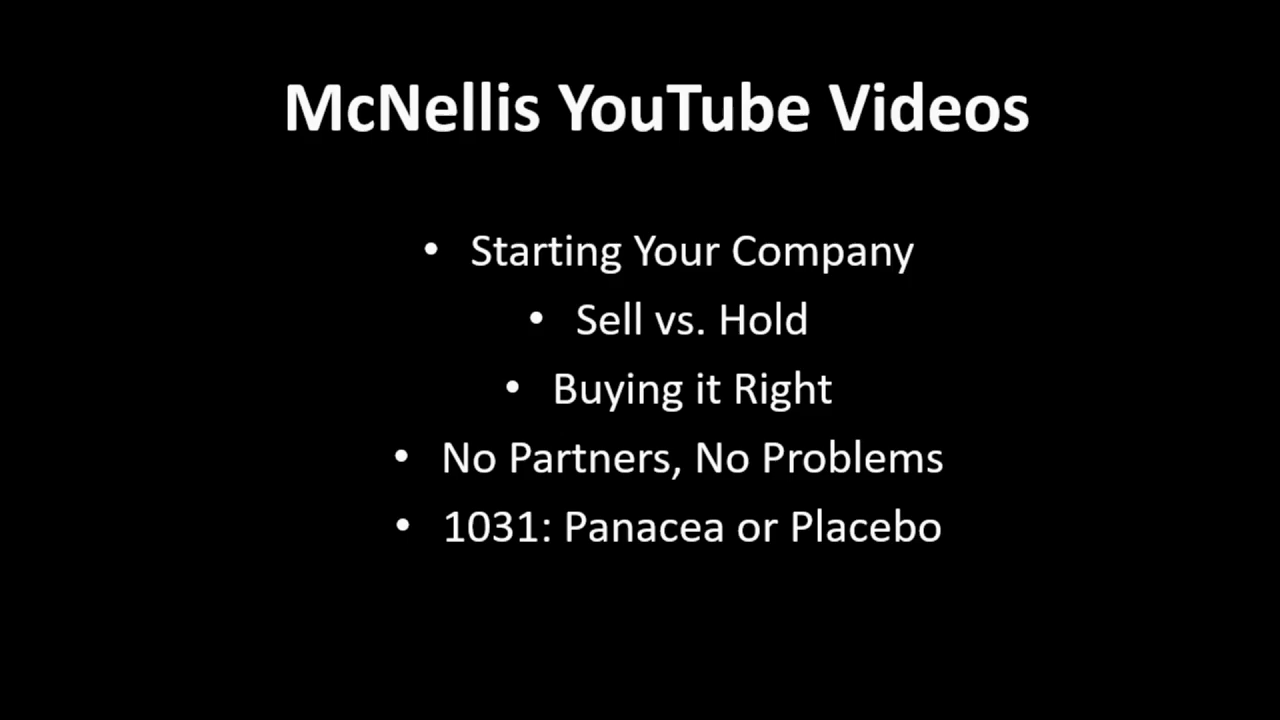 McNellis YouTube Videos
• Starting Your Company
• Sell vs. Hold
• Buying it Right
• No Partners, No Problems
• 1031: Panacea or Placebo